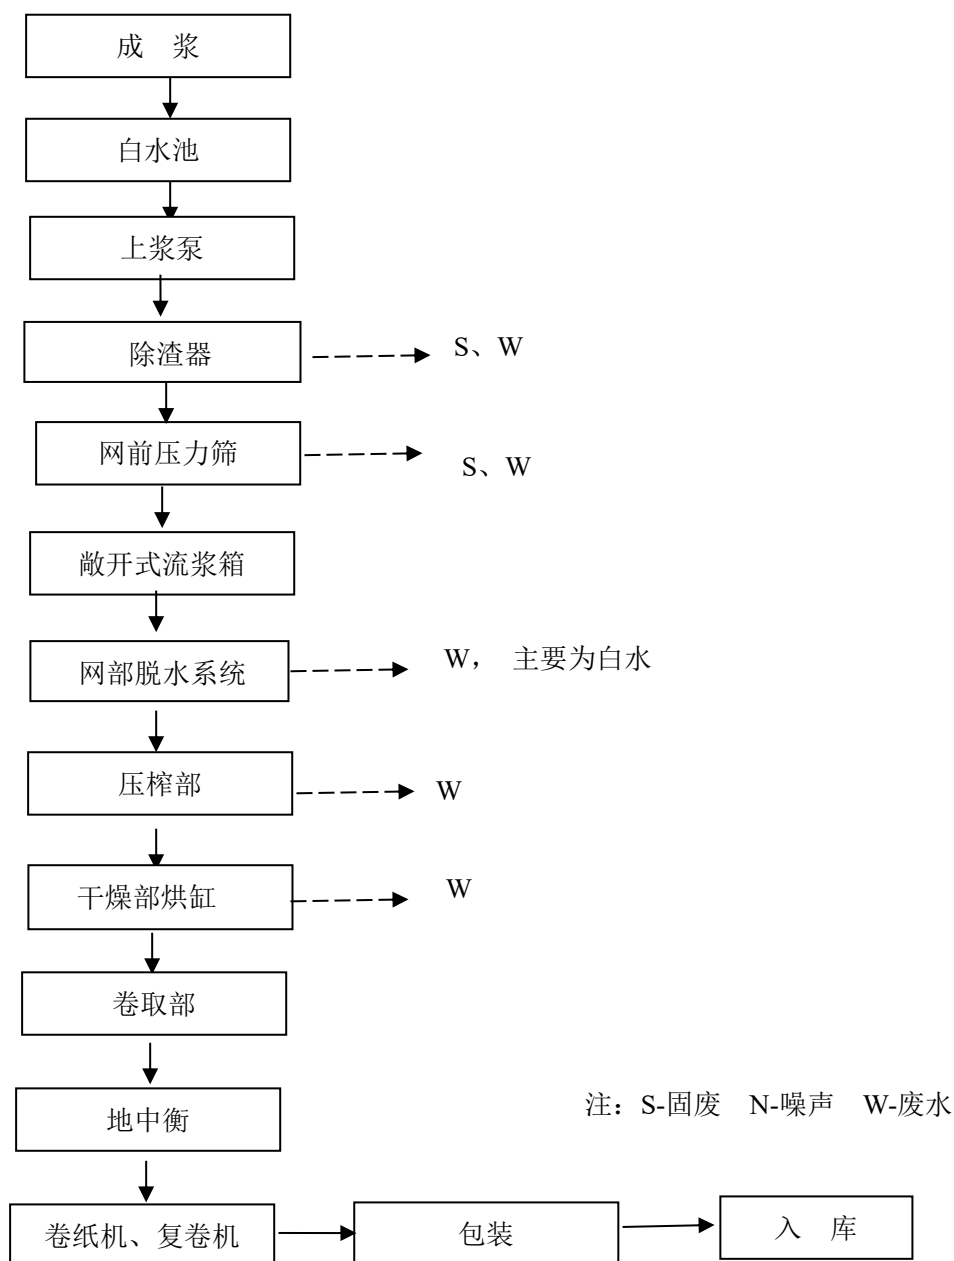 成　浆
白水池
上浆泵
除渣器
S、W
网前压力筛
S、W
敞开式流浆箱
网部脱水系统
W，　主要为白水
压榨部
W
干燥部烘缸
W
卷取部
地中衡
注：S-固废　N-噪声　W-废水
卷纸机、复卷机
包装
入　库